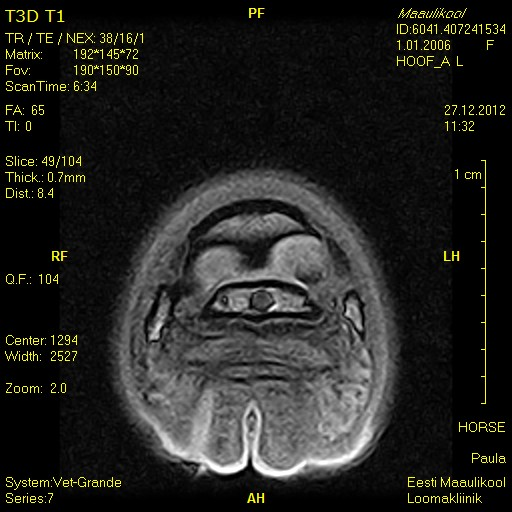 T3D T1
TR / TE / NEX: 38/16/1
Matrix: 192*145*72
Fov: 190*150*90
ScanTime: 6:34
FA: 65
TI: 0
Slice: 49/104
Thick.: 0.7mm
Dist.: 8.4
RF
Q.F.: 104
Center: 1294
Width: 2527
Zoom: 2.0
System:Vet-Grande
Series:7
PF
AH
Maaulikool
ID:6041.407241534
1.01.2006 F
HOOF_A L
27.12.2012
11:32
1 cm
LH
HORSE
Paula
Eesti Maaulikool
Loomakliinik